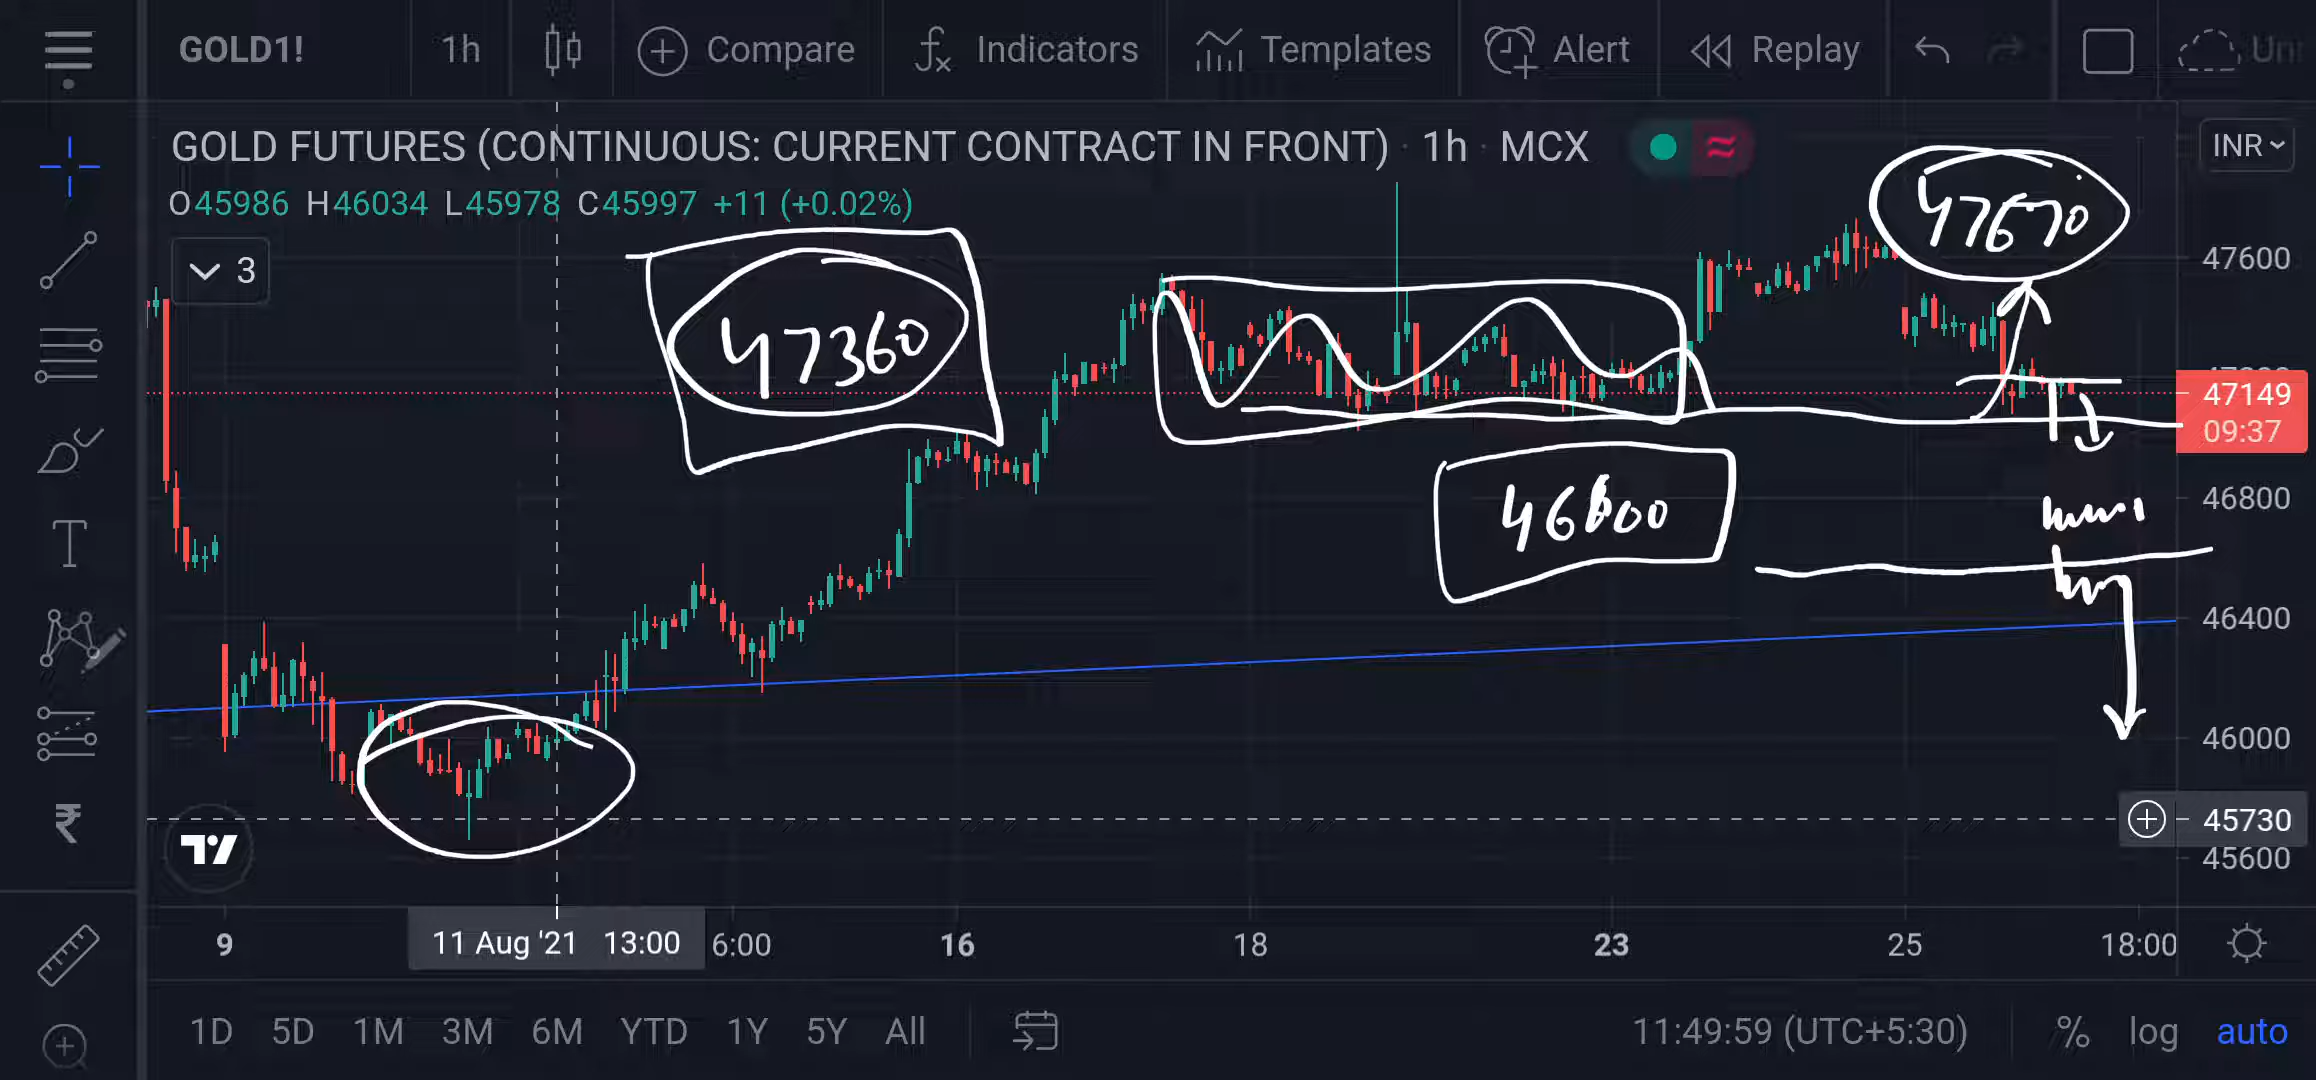 GOLD1! 1h Compare Indicators Templates Alert Replay
GOLD FUTURES (CONTINUOUS: CURRENT CONTRACT IN FRONT) · 1h · MCX
INR
O45986 H46034 L45978 C45997 +11 (+0.02%)
3
47670
47600
47360
47149
09:37
46800
46600
46400
46000
45730
45600
9 11 Aug '21 13:00 6:00 16 18 23 25 18:00
1D 5D 1M 3M 6M YTD 1Y 5Y All 11:49:59 (UTC+5:30) % log auto